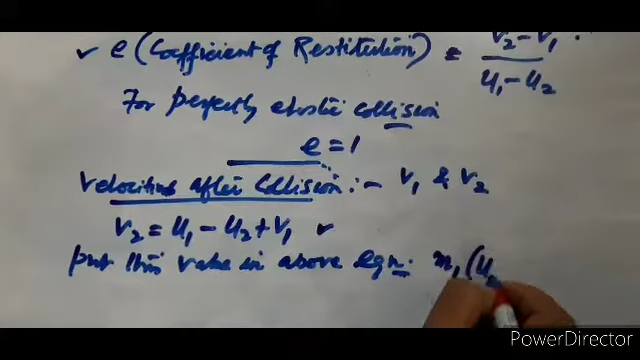 ✓ e (Coefficient of Restitution) = v₂ - v₁ / u₁ - u₂
For perfectly elastic collision
e = 1
Velocities after Collision :- v₁ & v₂
v₂ = u₁ - u₂ + v₁ ✓
put this value in above eqn. m₁(u₁
PowerDirector